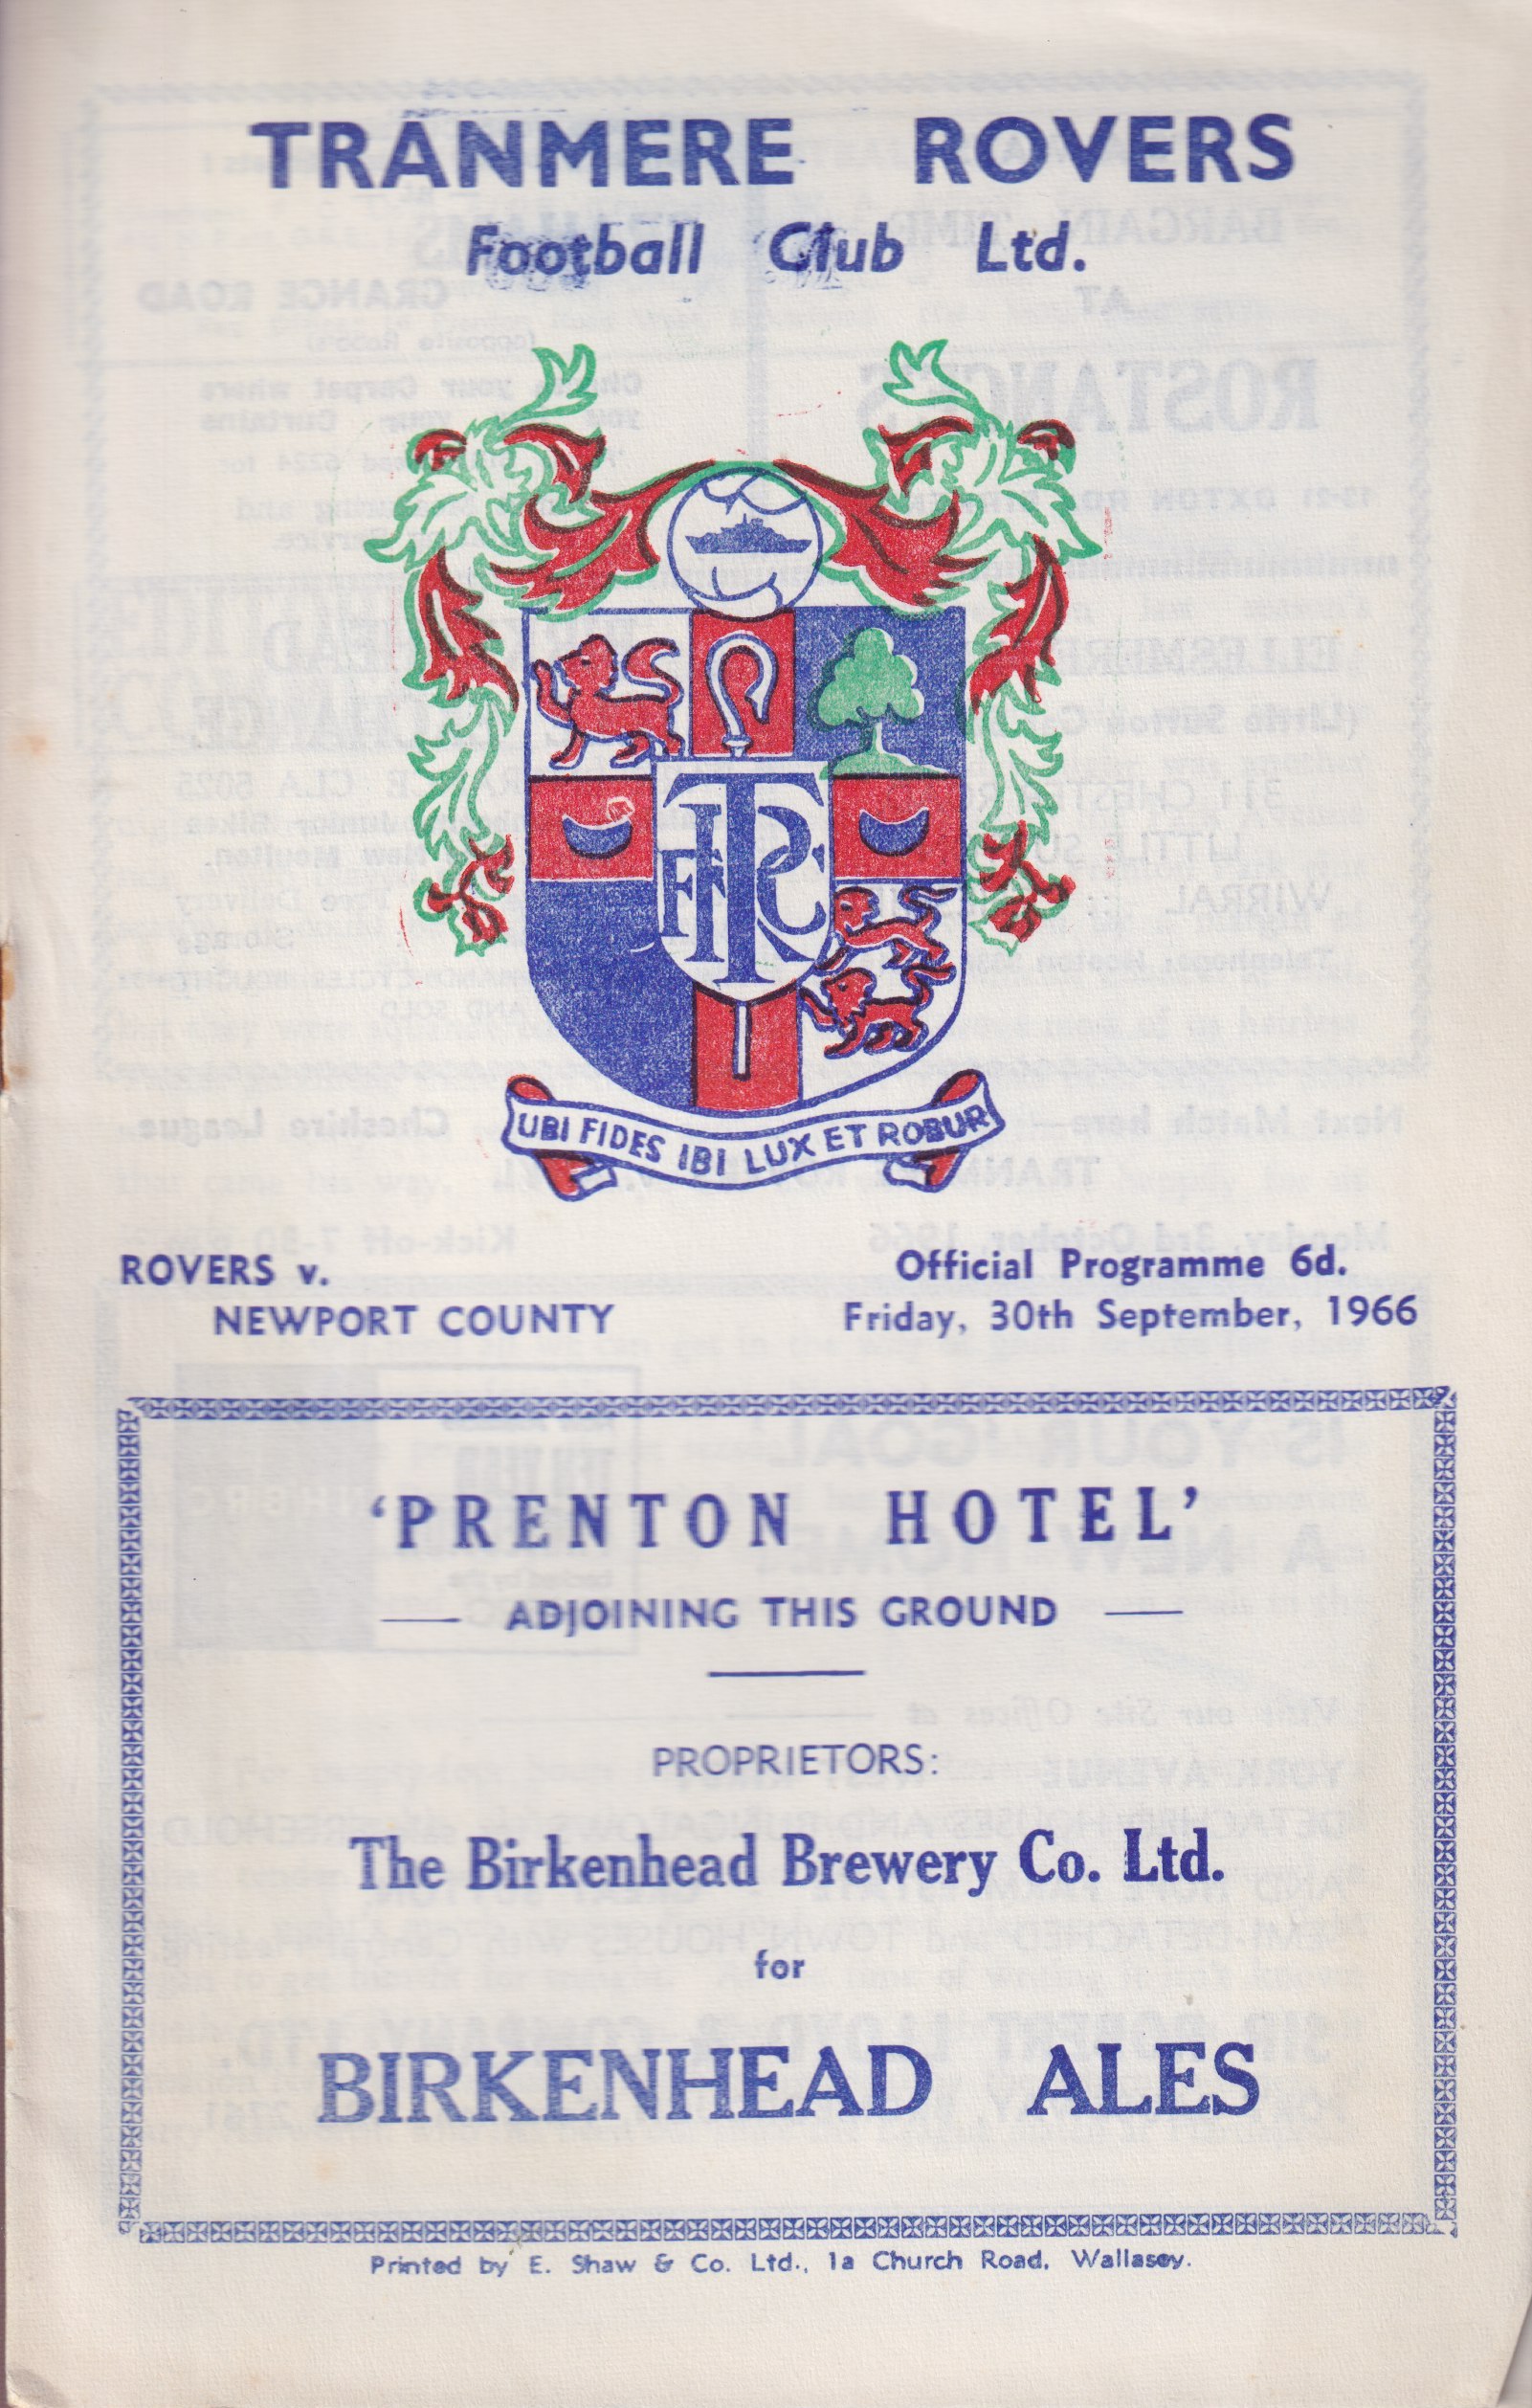 TRANMERE ROVERS
Football Club Ltd.
TRFC
UBI FIDES IBI LUX ET ROBUR
ROVERS v.
NEWPORT COUNTY
Official Programme 6d.
Friday, 30th September, 1966
'PRENTON HOTEL'
— ADJOINING THIS GROUND —
PROPRIETORS:
The Birkenhead Brewery Co. Ltd.
for
BIRKENHEAD ALES
Printed by E. Shaw & Co. Ltd., 1a Church Road, Wallasey.